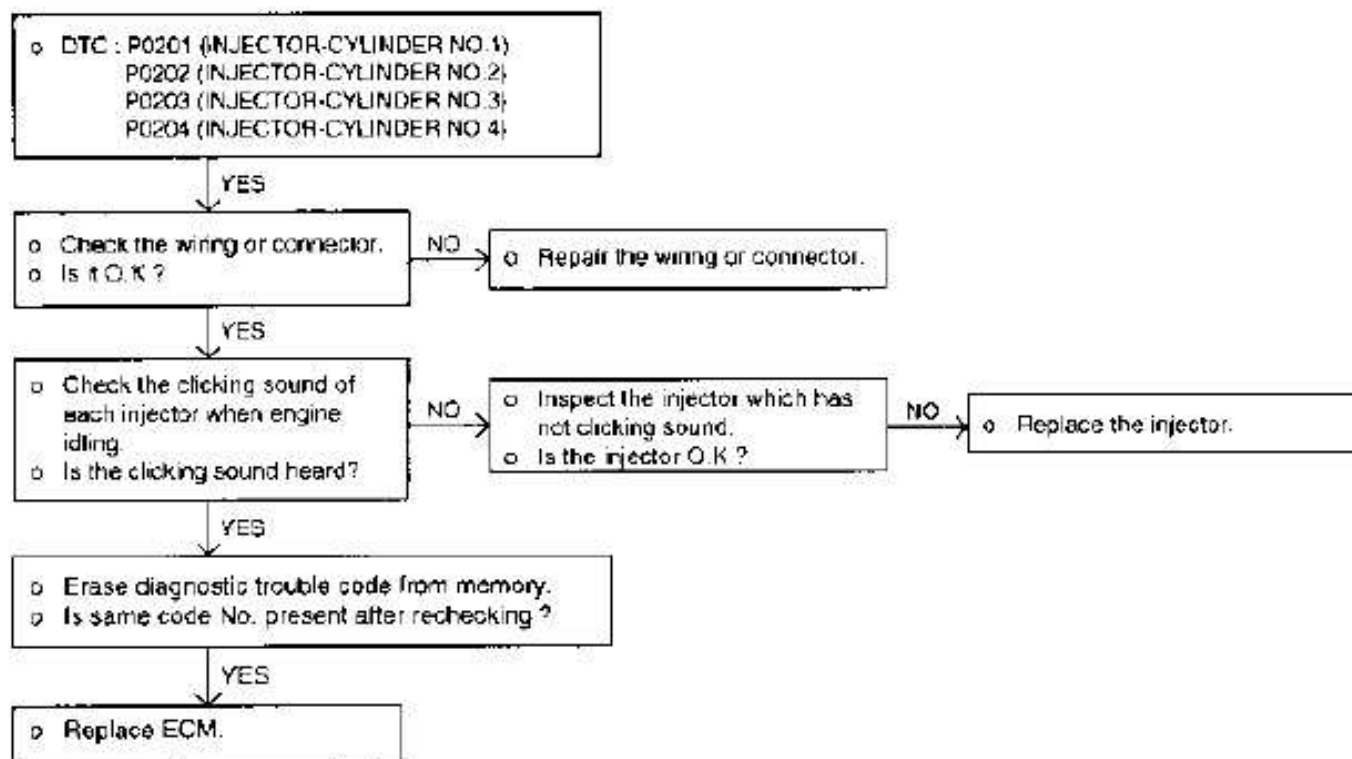 o DTC : P0201 (INJECTOR-CYLINDER NO.1)
P0202 (INJECTOR-CYLINDER NO.2)
P0203 (INJECTOR-CYLINDER NO.3)
P0204 (INJECTOR-CYLINDER NO 4)
YES
o Check the wiring or connector.
o Is it O.K ?
NO
o Repair the wiring or connector.
YES
o Check the clicking sound of
each injector when engine
idling.
o Is the clicking sound heard?
NO
o Inspect the injector which has
not clicking sound.
o Is the injector O.K ?
NO
o Replace the injector.
YES
o Erase diagnostic trouble code from memory.
o Is same code No. present after rechecking ?
YES
o Replace ECM.